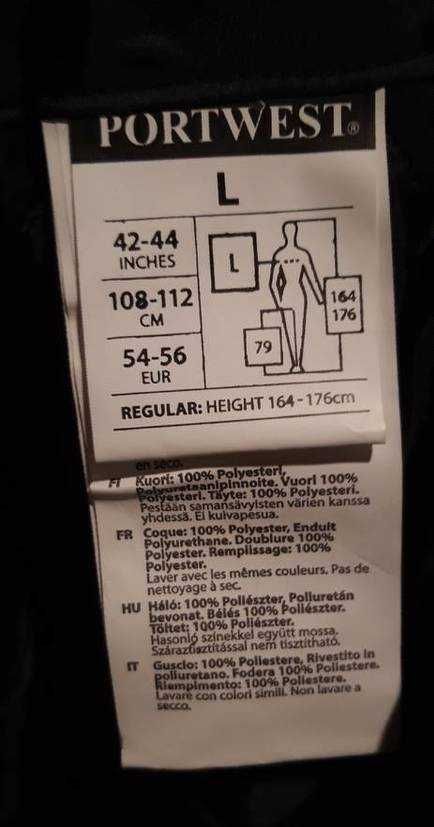 PORTWEST®
L
42-44
INCHES
108-112
CM
54-56
EUR
L
164
176
79
REGULAR: HEIGHT 164-176cm
en seco.
FI Kuori: 100% Polyesteri,
Polyuretaanipinnoite. Vuori 100%
Polyesteri. Täyte: 100% Polyesteri.
Pestään samansävyisten värien kanssa
yhdessä. Ei kuivapesua.
FR Coque: 100% Polyester, Enduit
Polyurethane. Doublure 100%
Polyester. Remplissage: 100%
Polyester.
Laver avec les mêmes couleurs. Pas de
nettoyage à sec.
HU Háló: 100% Poliészter, Poliuretán
bevonat. Bélés 100% Poliészter.
Töltet: 100% Poliészter.
Hasonló színekkel együtt mossa.
Szároztisztítással nem tisztítható.
IT Guscio: 100% Poliestere, Rivestito in
poliuretano. Fodera 100% Poliestere.
Riempimento: 100% Poliestere.
Lavare con colori simili. Non lavare a
secco.